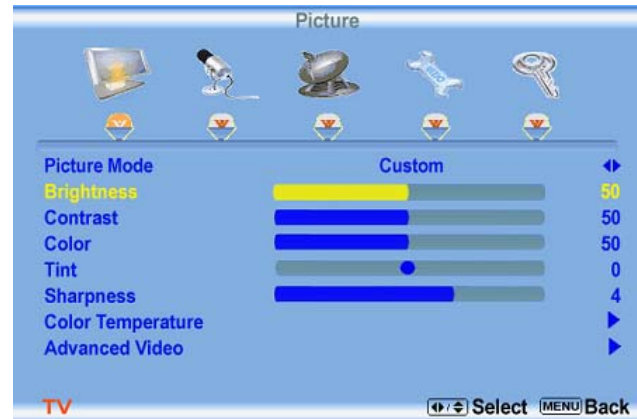 Picture
Picture Mode Custom
Brightness 50
Contrast 50
Color 50
Tint 0
Sharpness 4
Color Temperature
Advanced Video
TV Select MENU Back